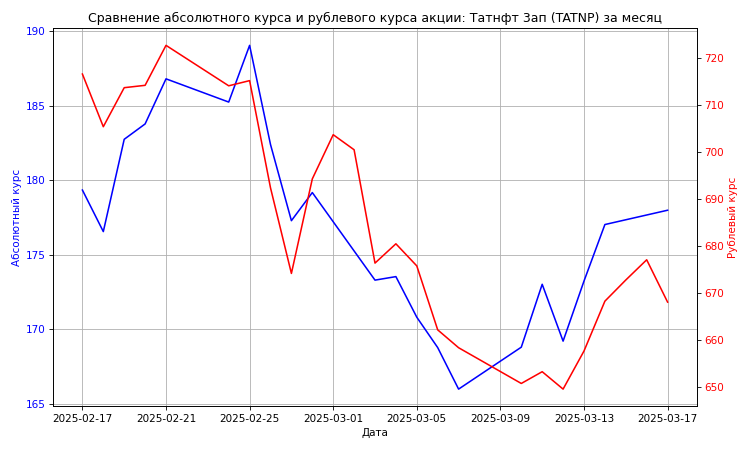 Сравнение абсолютного курса и рублевого курса акции: Татнфт 3ап (TATNP) за месяц
190
185
180
175
170
165
Абсолютный курс
720
710
700
690
680
670
660
650
Рублевый курс
2025-02-17 2025-02-21 2025-02-25 2025-03-01 2025-03-05 2025-03-09 2025-03-13 2025-03-17
Дата